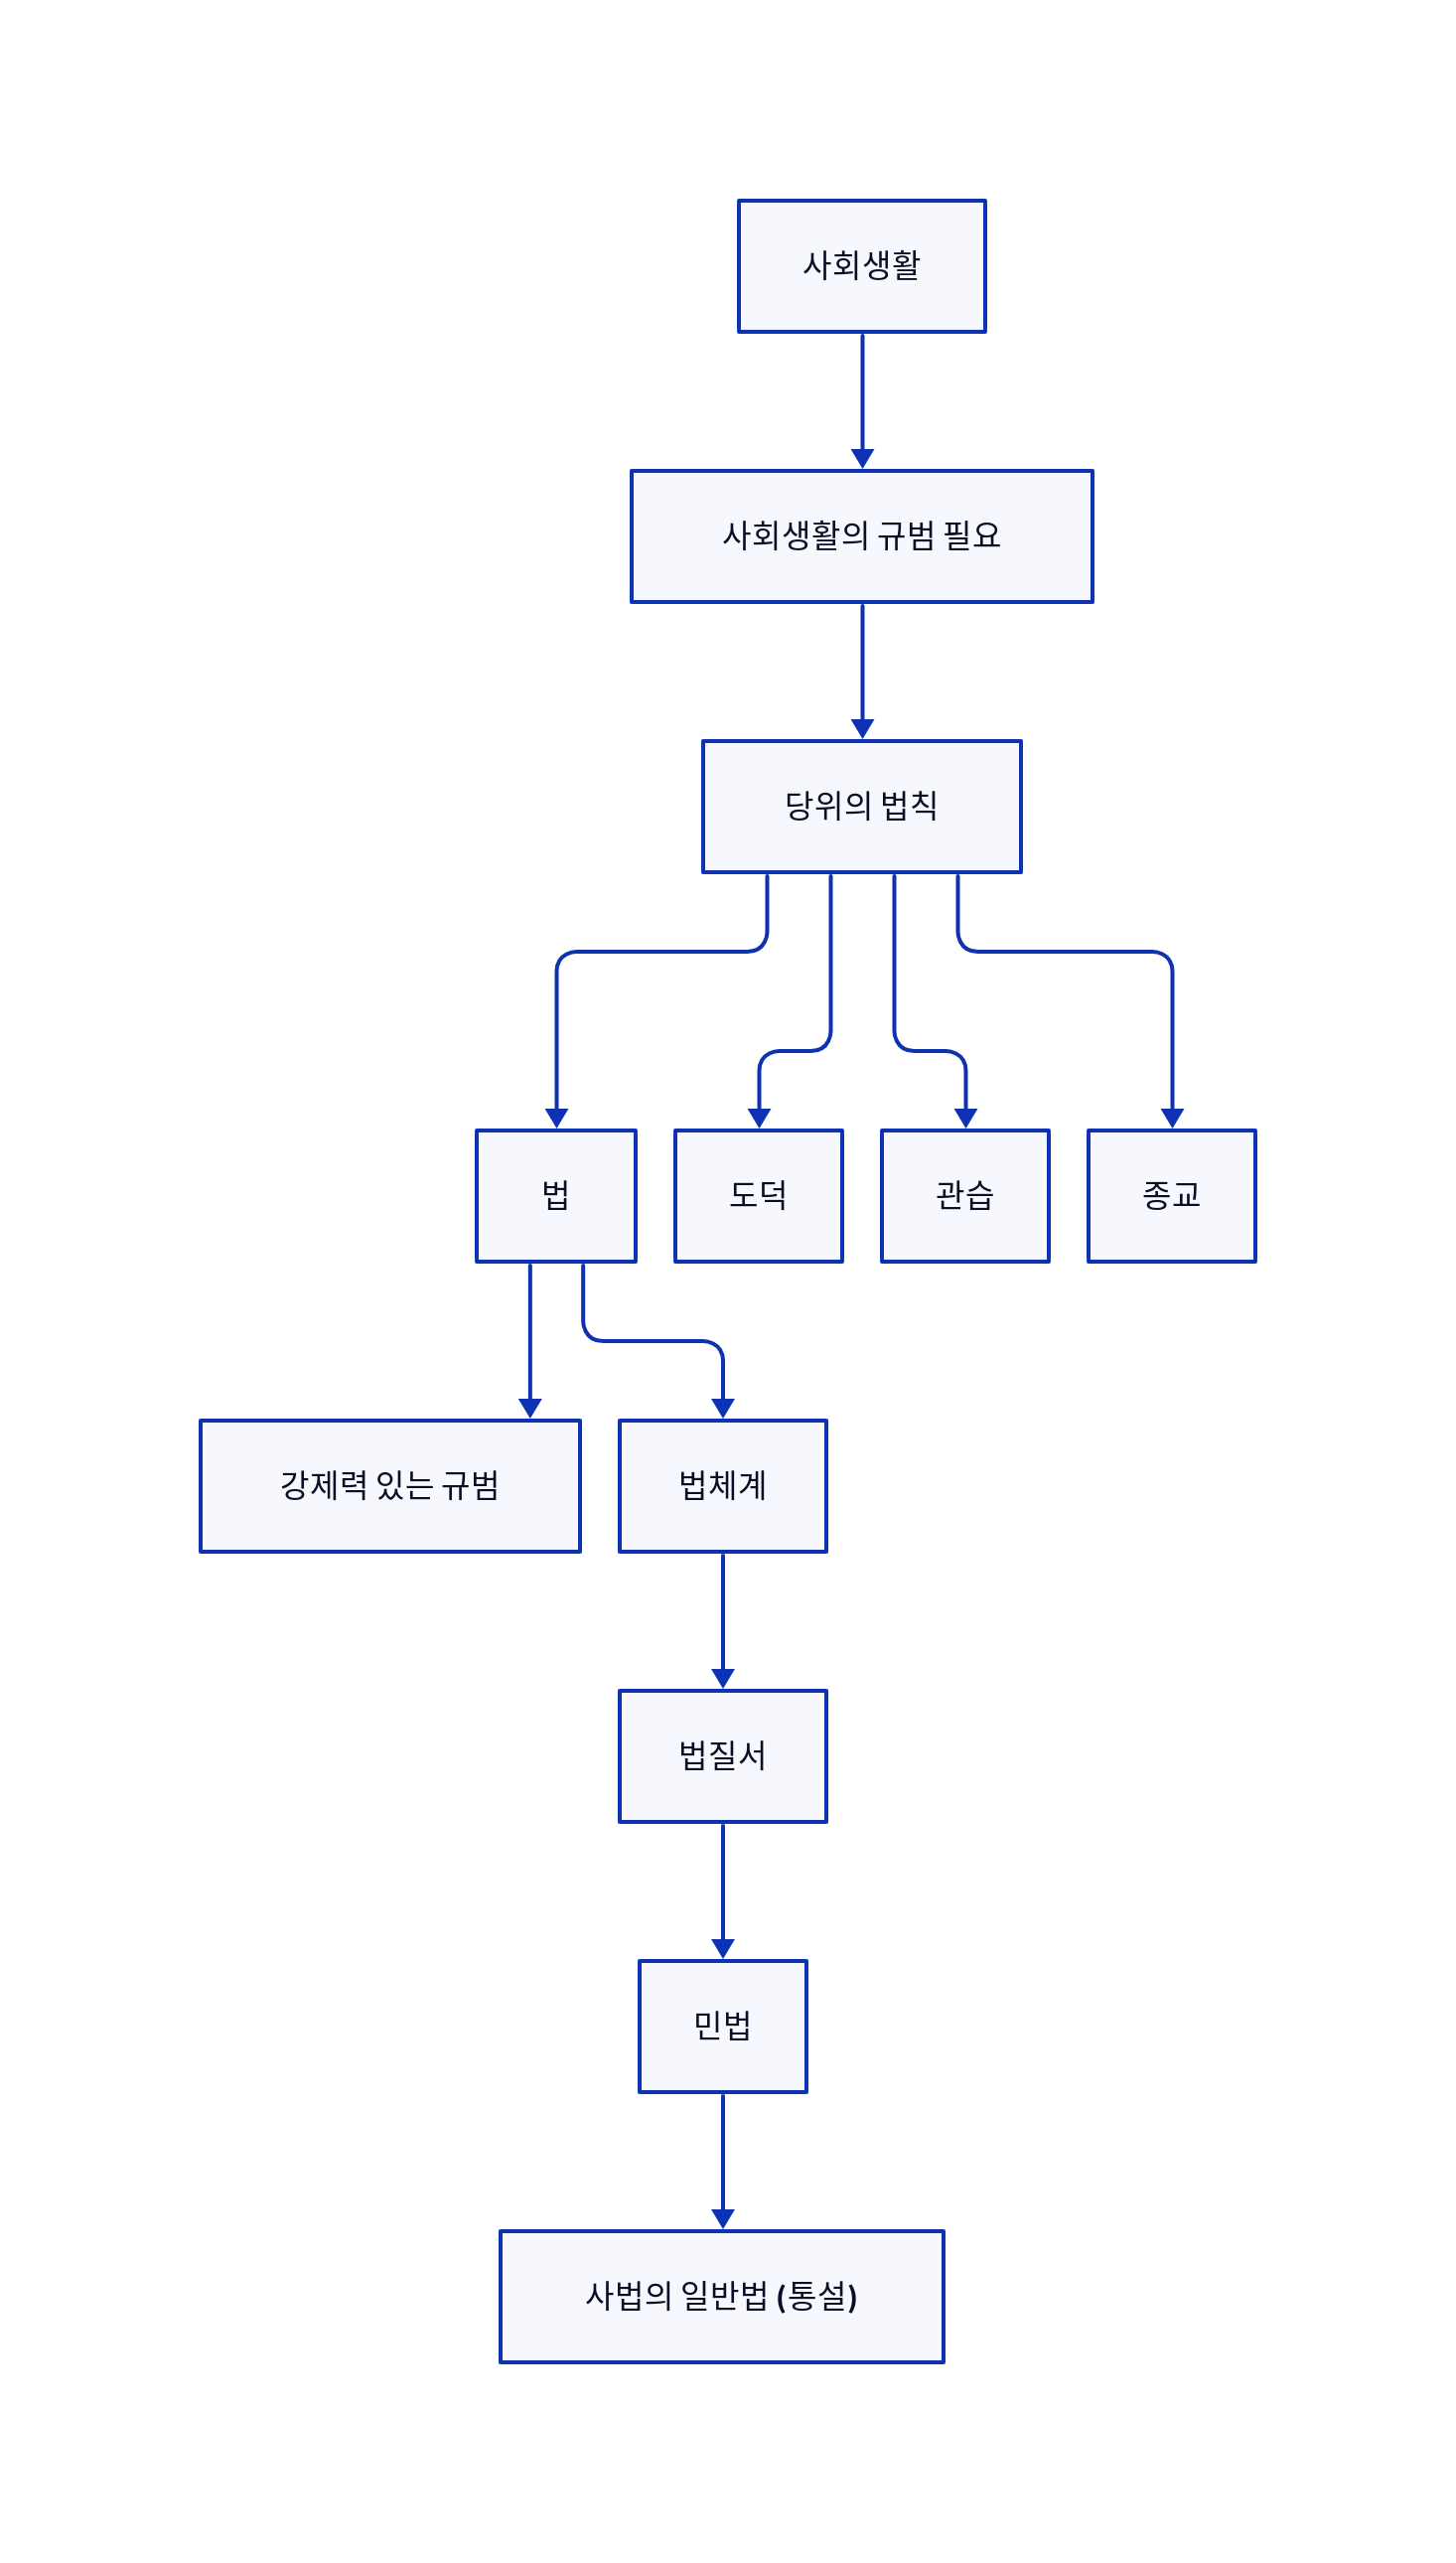 사회생활
사회생활의 규범 필요
당위의 법칙
법
도덕
관습
종교
강제력 있는 규범
법체계
법질서
민법
사법의 일반법 (통설)